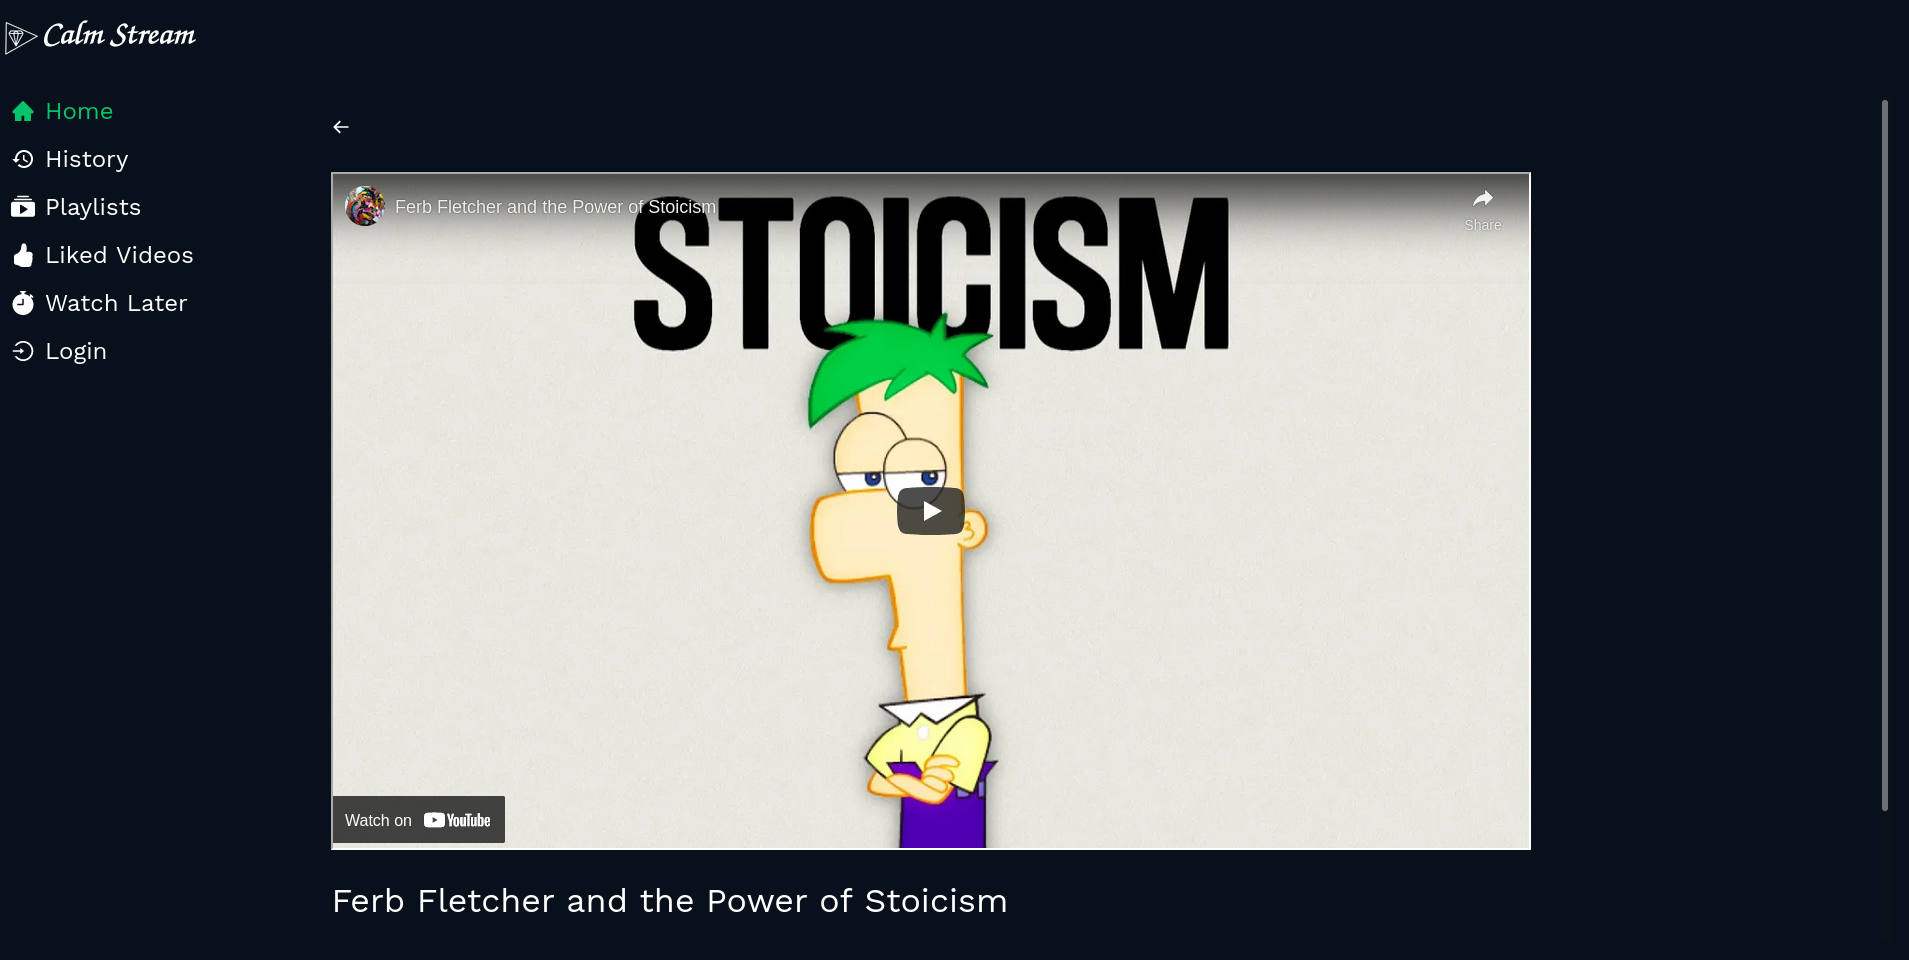 Calm Stream
Home
History
Playlists
Liked Videos
Watch Later
Login
Ferb Fletcher and the Power of Stoicism
Share
STOICISM
Watch on YouTube
Ferb Fletcher and the Power of Stoicism